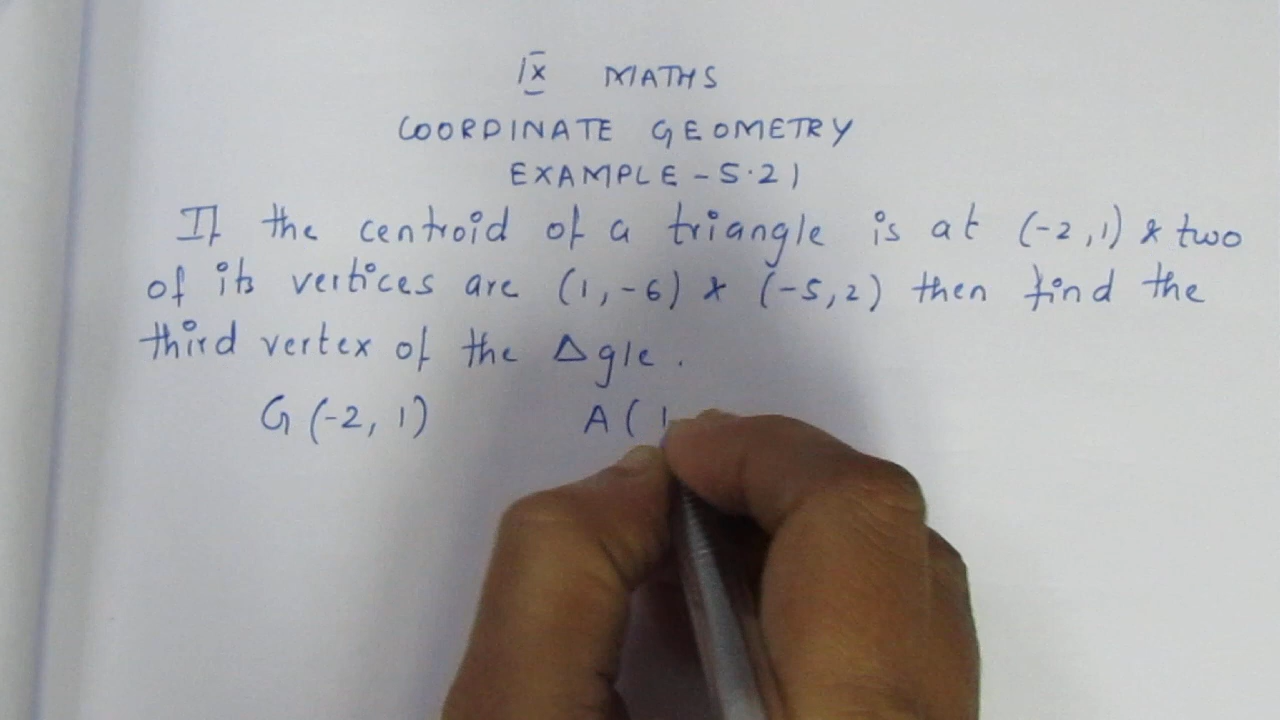 IX MATHS
COORDINATE GEOMETRY
EXAMPLE - 5.21
If the centroid of a triangle is at (-2,1) & two
of its vertices are (1,-6) & (-5,2) then find the
third vertex of the Δgle.
G (-2, 1) A ( 1